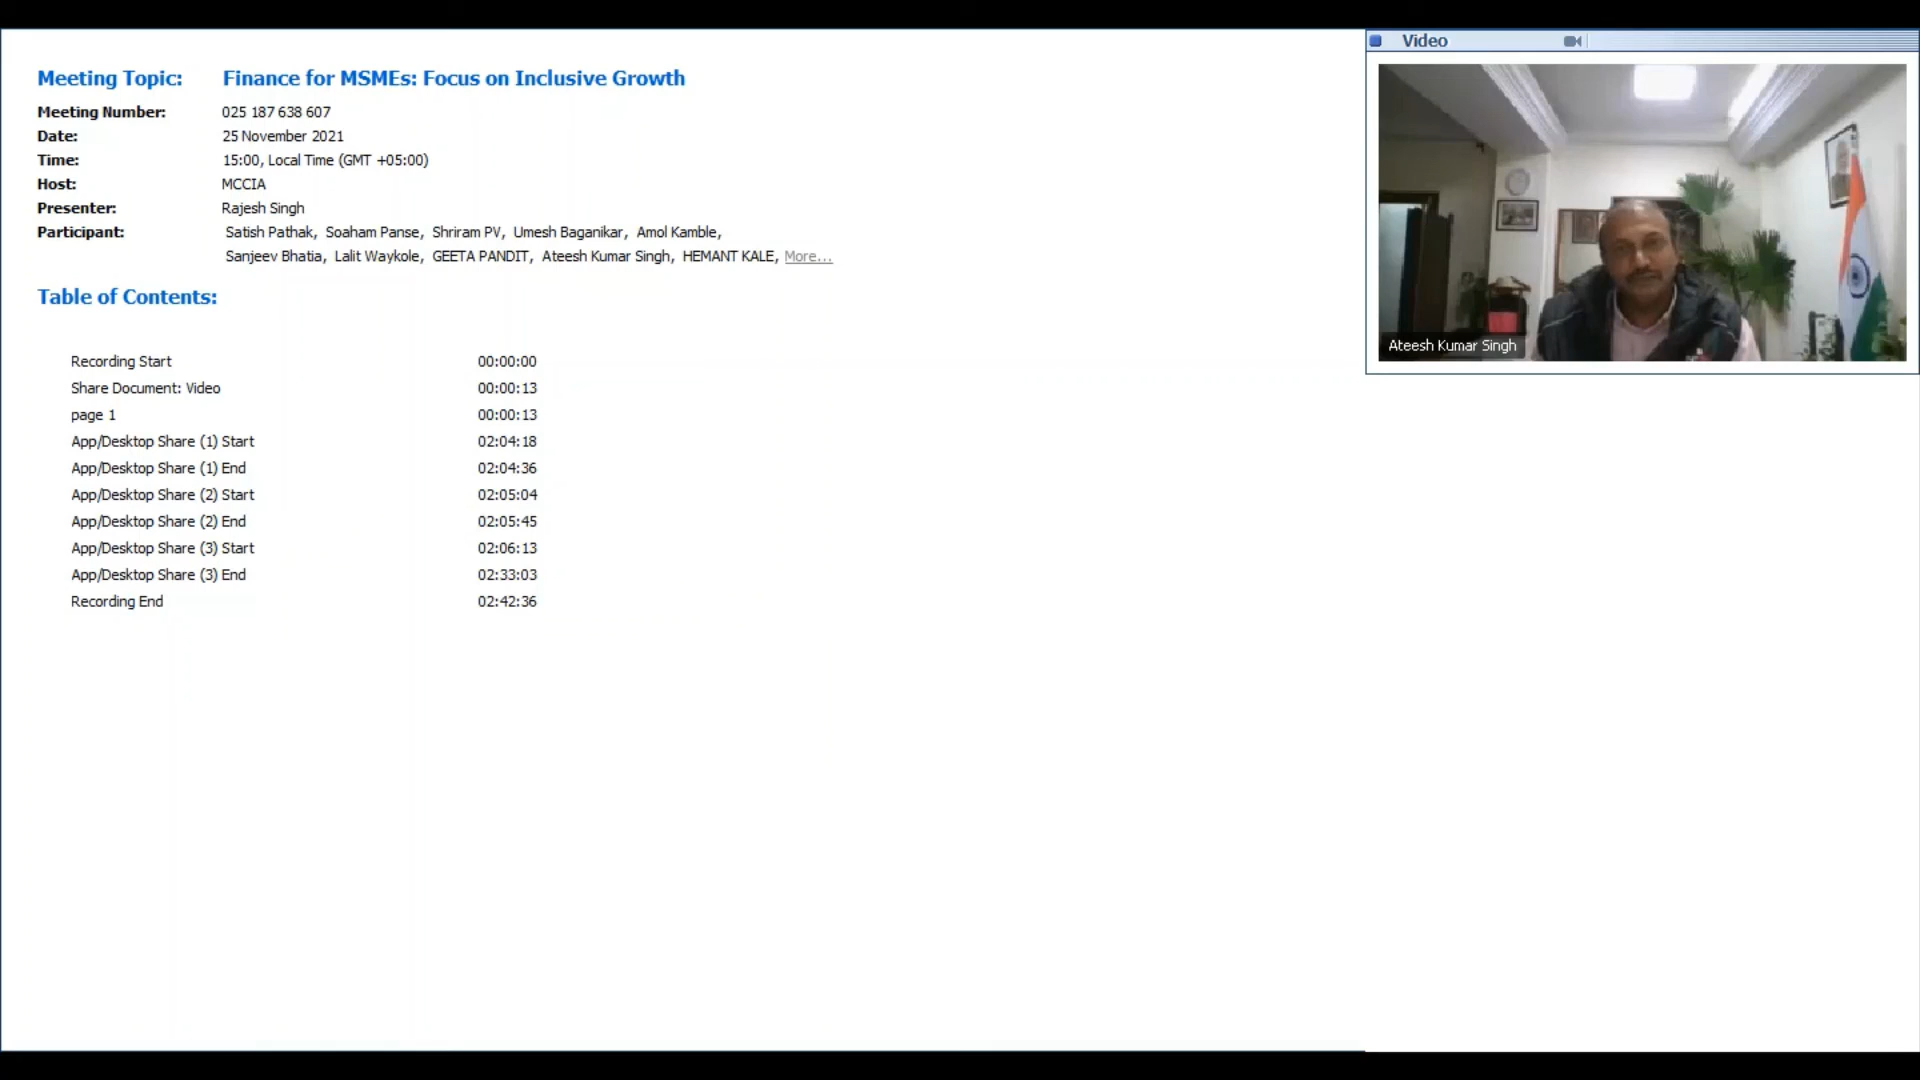 Meeting Topic: Finance for MSMEs: Focus on Inclusive Growth
Meeting Number: 025 187 638 607
Date: 25 November 2021
Time: 15:00, Local Time (GMT +05:00)
Host: MCCIA
Presenter: Rajesh Singh
Participant: Satish Pathak, Soaham Panse, Shriram PV, Umesh Baganikar, Amol Kamble,
Sanjeev Bhatia, Lalit Waykole, GEETA PANDIT, Ateesh Kumar Singh, HEMANT KALE, More...
Table of Contents:
Recording Start 00:00:00
Share Document: Video 00:00:13
page 1 00:00:13
App/Desktop Share (1) Start 02:04:18
App/Desktop Share (1) End 02:04:36
App/Desktop Share (2) Start 02:05:04
App/Desktop Share (2) End 02:05:45
App/Desktop Share (3) Start 02:06:13
App/Desktop Share (3) End 02:33:03
Recording End 02:42:36
Video
Ateesh Kumar Singh